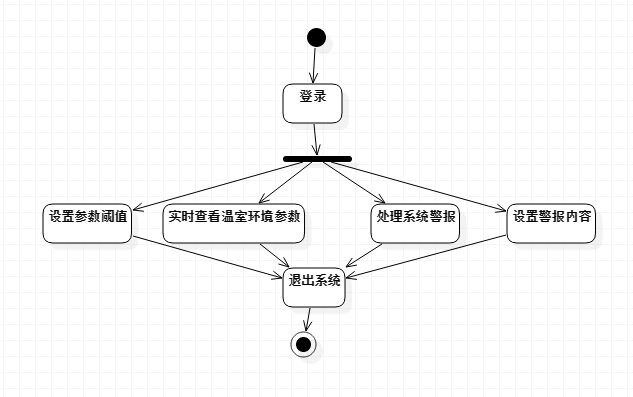 登录
设置参数阈值
实时查看温室环境参数
处理系统警报
设置警报内容
退出系统